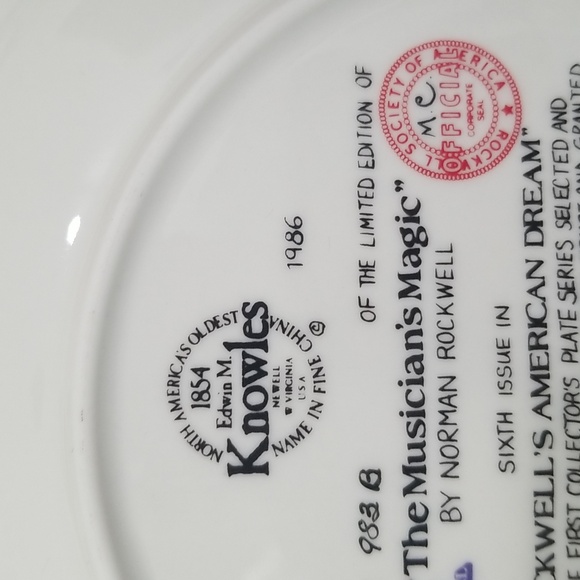 NORTH AMERICA'S OLDEST
1854
Edwin M.
Knowles
NEWELL
W VIRGINIA
USA
NAME IN FINE CHINA ©
1986
OF THE LIMITED EDITION OF
"The Musician's Magic"
BY NORMAN ROCKWELL
SIXTH ISSUE IN
CKWELL'S AMERICAN DREAM"
FIRST COLLECTOR'S PLATE SERIES SELECTED AND
ROCKWELL SOCIETY OF AMERICA
OFFICIAL
CORPORATE
SEAL